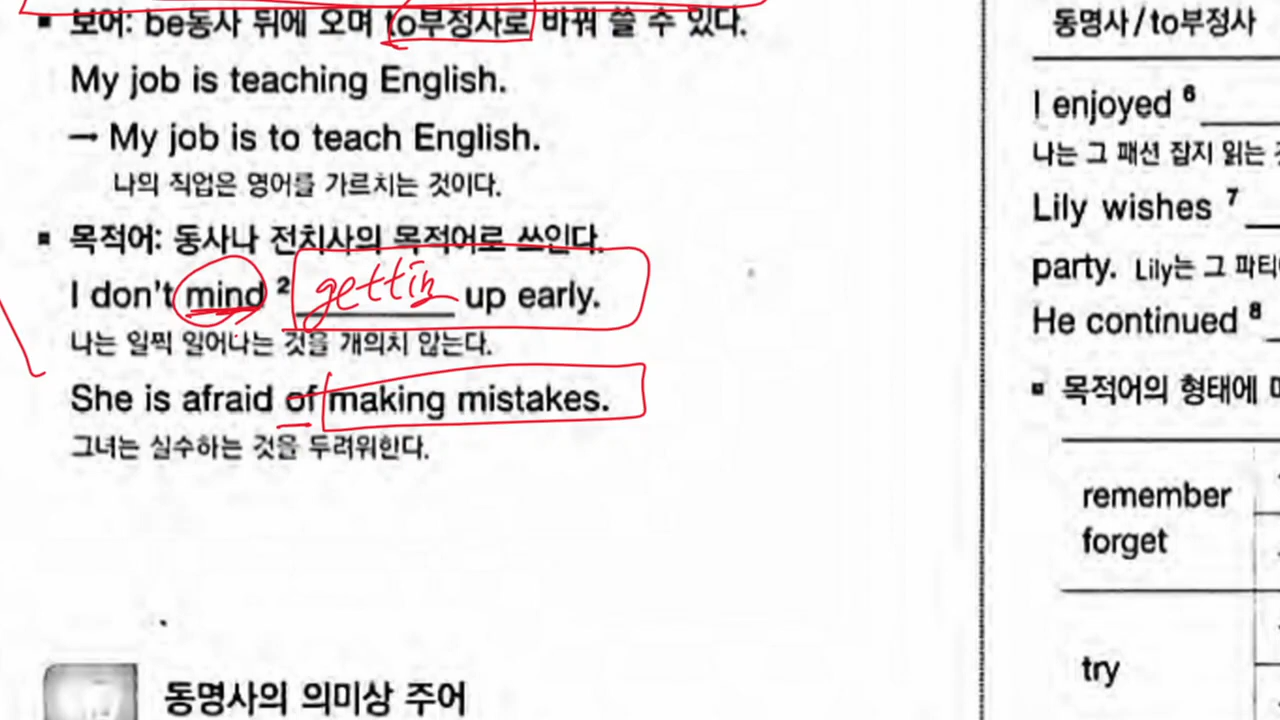 ▪ 보어: be동사 뒤에 오며 to부정사로 바꿔 쓸 수 있다.
My job is teaching English.
→ My job is to teach English.
나의 직업은 영어를 가르치는 것이다.
▪ 목적어: 동사나 전치사의 목적어로 쓰인다.
I don't mind 2 gettin up early.
나는 일찍 일어나는 것을 개의치 않는다.
She is afraid of making mistakes.
그녀는 실수하는 것을 두려워한다.
동명사의 의미상 주어
동명사/to부정사
I enjoyed 6
나는 그 패션 잡지 읽는
Lily wishes 7
party. Lily는 그 파티
He continued 8
▪ 목적어의 형태에
remember
forget
try